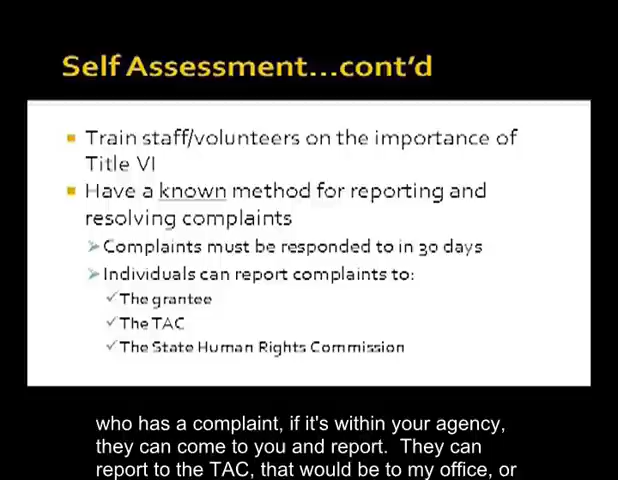 Self Assessment...cont'd
Train staff/volunteers on the importance of
Title VI
Have a known method for reporting and
resolving complaints
Complaints must be responded to in 30 days
Individuals can report complaints to:
The grantee
The TAC
The State Human Rights Commission
who has a complaint, if it's within your agency,
they can come to you and report.  They can
report to the TAC, that would be to my office, or